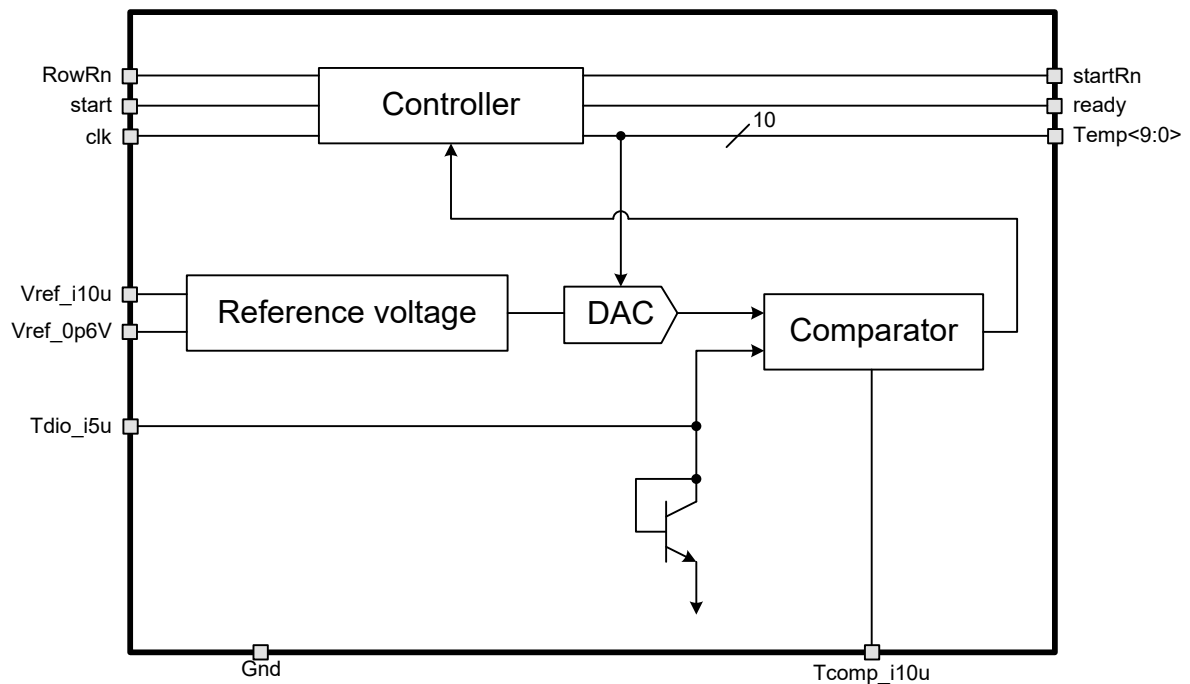 RowRn
start
clk
Controller
startRn
ready
10
Temp<9:0>
Vref_i10u
Vref_0p6V
Reference voltage
DAC
Comparator
Tdio_i5u
Gnd
Tcomp_i10u